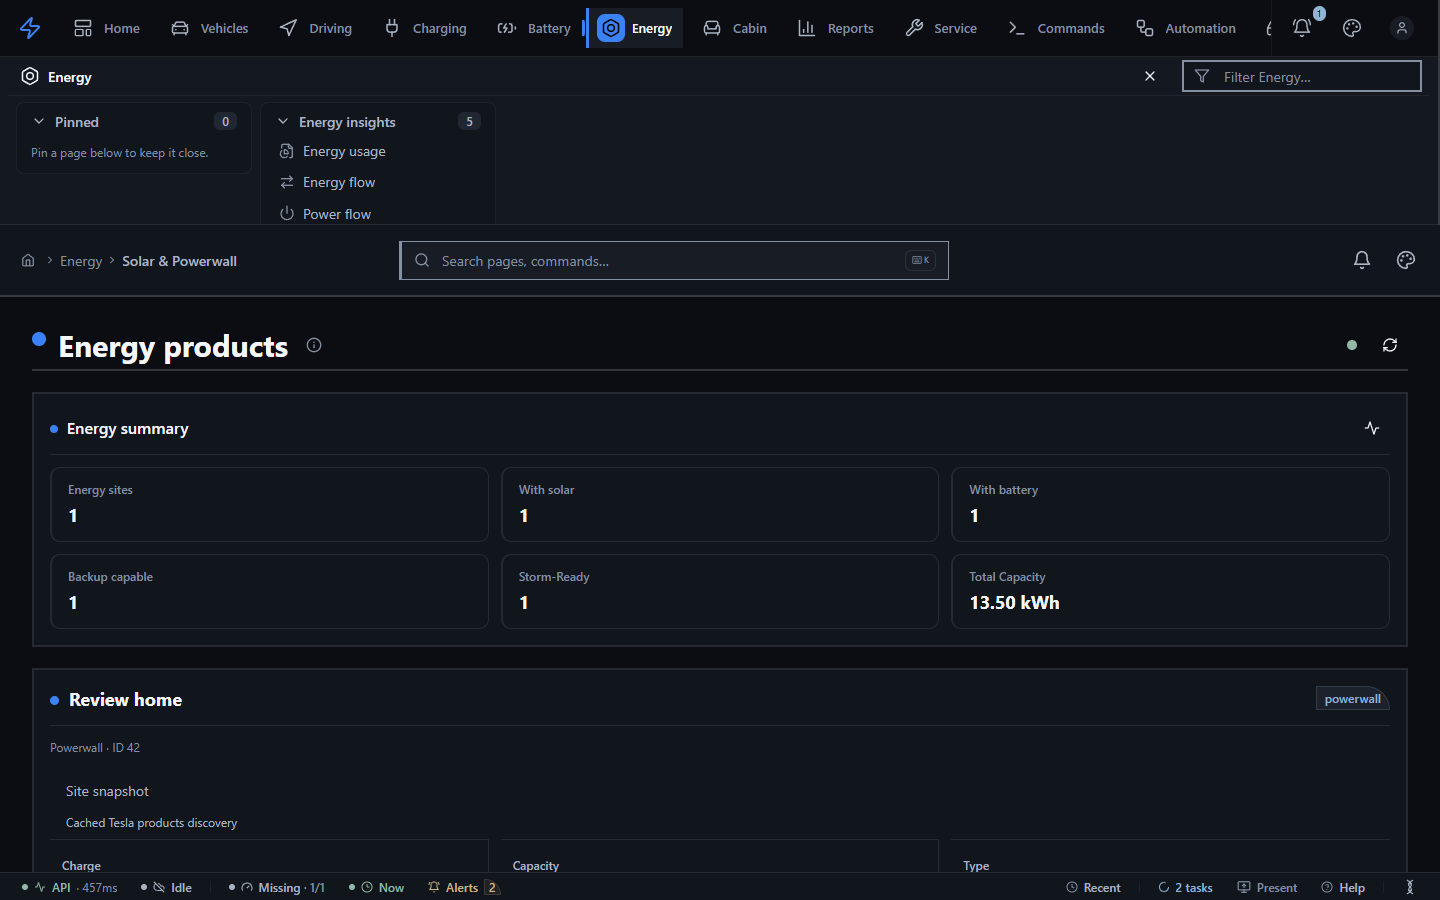 Home Vehicles Driving Charging Battery Energy Cabin Reports Service Commands Automation 1
Energy Filter Energy...
Pinned 0
Pin a page below to keep it close.
Energy insights 5
Energy usage
Energy flow
Power flow
Energy Solar & Powerwall
Search pages, commands... K
Energy products
Energy summary
Energy sites
1
With solar
1
With battery
1
Backup capable
1
Storm-Ready
1
Total Capacity
13.50 kWh
Review home
powerwall
Powerwall · ID 42
Site snapshot
Cached Tesla products discovery
Charge
Capacity
Type
API · 457ms Idle Missing · 1/1 Now Alerts 2 Recent 2 tasks Present Help